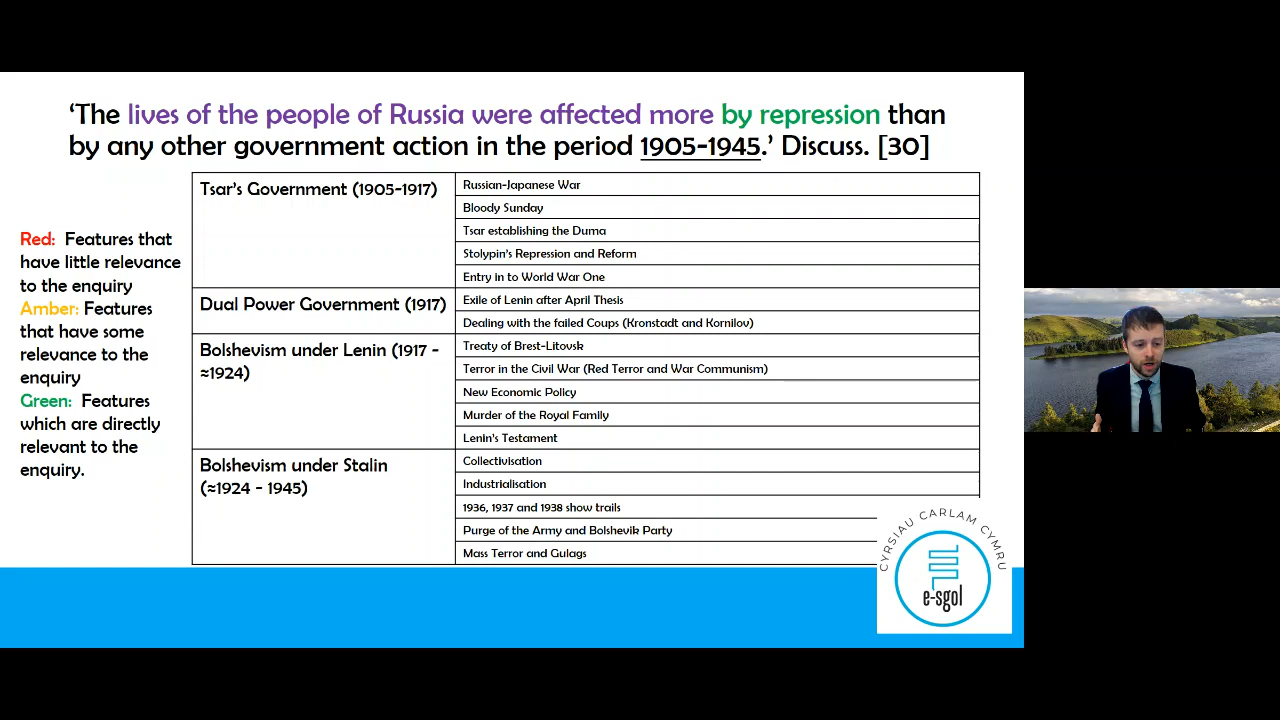 ‘The lives of the people of Russia were affected more by repression than
by any other government action in the period 1905-1945.’ Discuss. [30]
Red: Features that
have little relevance
to the enquiry
Amber: Features
that have some
relevance to the
enquiry
Green: Features
which are directly
relevant to the
enquiry.
Tsar’s Government (1905-1917)
Russian-Japanese War
Bloody Sunday
Tsar establishing the Duma
Stolypin’s Repression and Reform
Entry in to World War One
Dual Power Government (1917)
Exile of Lenin after April Thesis
Dealing with the failed Coups (Kronstadt and Kornilov)
Bolshevism under Lenin (1917 -
≈1924)
Treaty of Brest-Litovsk
Terror in the Civil War (Red Terror and War Communism)
New Economic Policy
Murder of the Royal Family
Lenin’s Testament
Bolshevism under Stalin
(≈1924 - 1945)
Collectivisation
Industrialisation
1936, 1937 and 1938 show trails
Purge of the Army and Bolshevik Party
Mass Terror and Gulags
CYRSIAU CARLAM CYMRU
e-sgol